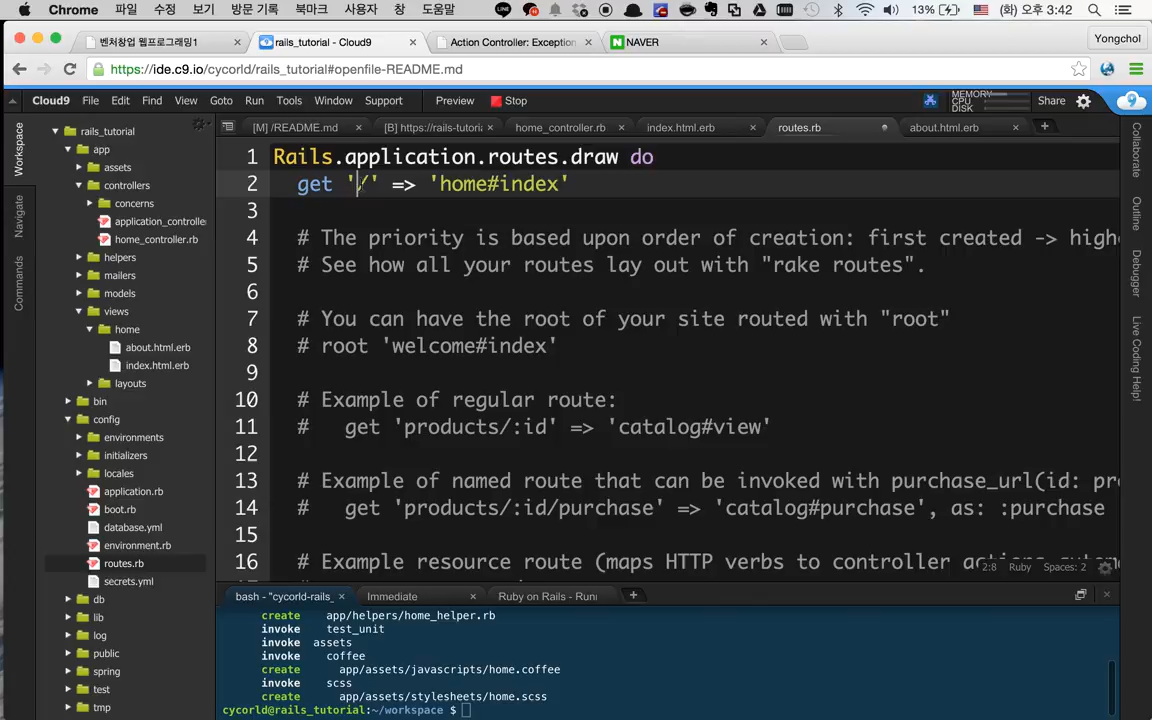 Chrome 파일 수정 보기 방문 기록 북마크 사용자 창 도움말 13% (화) 오후 3:42
벤처창업 웹프로그래밍1 rails_tutorial - Cloud9 Action Controller: Exception NAVER Yongchol
https://ide.c9.io/cycorld/rails_tutorial#openfile-README.md
Cloud9 File Edit Find View Goto Run Tools Window Support Preview Stop MEMORY CPU DISK Share
[M] /README.md [B] https://rails-tutoria home_controller.rb index.html.erb routes.rb about.html.erb
Workspace
Navigate
Commands
rails_tutorial
app
assets
controllers
concerns
application_controlle
home_controller.rb
helpers
mailers
models
views
home
about.html.erb
index.html.erb
layouts
bin
config
environments
initializers
locales
application.rb
boot.rb
database.yml
environment.rb
routes.rb
secrets.yml
db
lib
log
public
spring
test
tmp
1 Rails.application.routes.draw do
2 get '/' => 'home#index'
3
4 # The priority is based upon order of creation: first created -> highe
5 # See how all your routes lay out with "rake routes".
6
7 # You can have the root of your site routed with "root"
8 # root 'welcome#index'
9
10 # Example of regular route:
11 # get 'products/:id' => 'catalog#view'
12
13 # Example of named route that can be invoked with purchase_url(id: pr
14 # get 'products/:id/purchase' => 'catalog#purchase', as: :purchase
15
16 # Example resource route (maps HTTP verbs to controller actions
2:8 Ruby Spaces: 2
Collaborate
Outline
Debugger
Live Coding Help!
bash - "cycorld-rails_ Immediate Ruby on Rails - Runn
create app/helpers/home_helper.rb
invoke test_unit
invoke assets
invoke coffee
create app/assets/javascripts/home.coffee
invoke scss
create app/assets/stylesheets/home.scss
cycorld@rails_tutorial:~/workspace $